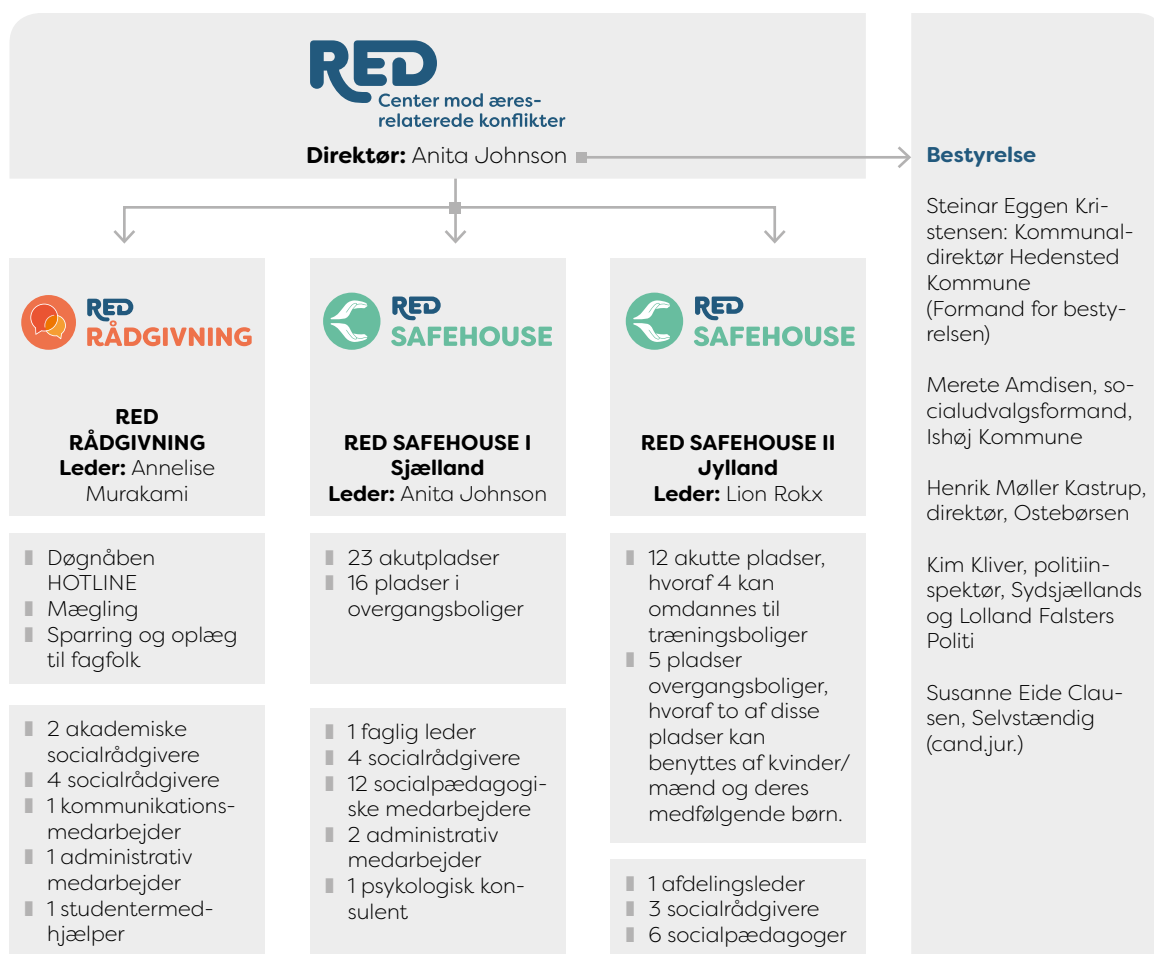 RED
Center mod æres-
relaterede konflikter
Direktør: Anita Johnson
RED
RÅDGIVNING
RED
RÅDGIVNING
Leder: Annelise
Murakami
Døgnåben
HOTLINE
Mægling
Sparring og oplæg
til fagfolk
2 akademiske
socialrådgivere
4 socialrådgivere
1 kommunikations-
medarbejder
1 administrativ
medarbejder
1 studentermed-
hjælper
RED
SAFEHOUSE
RED SAFEHOUSE I
Sjælland
Leder: Anita Johnson
23 akutpladser
16 pladser i
overgangsboliger
1 faglig leder
4 socialrådgivere
12 socialpædagogi-
ske medarbejdere
2 administrativ
medarbejder
1 psykologisk kon-
sulent
RED
SAFEHOUSE
RED SAFEHOUSE II
Jylland
Leder: Lion Rokx
12 akutte pladser,
hvoraf 4 kan
omdannes til
træningsboliger
5 pladser
overgangsboliger,
hvoraf to af disse
pladser kan
benyttes af kvinder/
mænd og deres
medfølgende børn.
1 afdelingsleder
3 socialrådgivere
6 socialpædagoger
Bestyrelse
Steinar Eggen Kri-
stensen: Kommunal-
direktør Hedensted
Kommune
(Formand for besty-
relsen)
Merete Amdisen, so-
cialudvalgsformand,
Ishøj Kommune
Henrik Møller Kastrup,
direktør, Ostebørsen
Kim Kliver, politiin-
spektør, Sydsjællands
og Lolland Falsters
Politi
Susanne Eide Clau-
sen, Selvstændig
(cand.jur.)